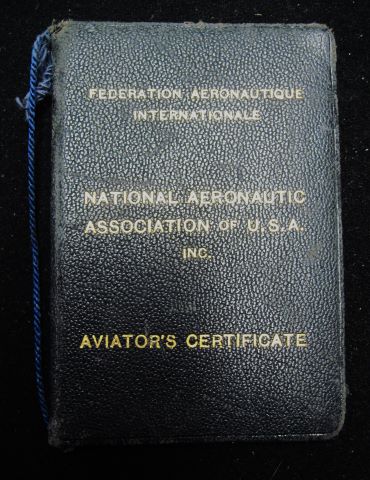 FEDERATION AERONAUTIQUE
INTERNATIONALE
NATIONAL AERONAUTIC
ASSOCIATION OF U.S.A.
INC.
AVIATOR'S CERTIFICATE